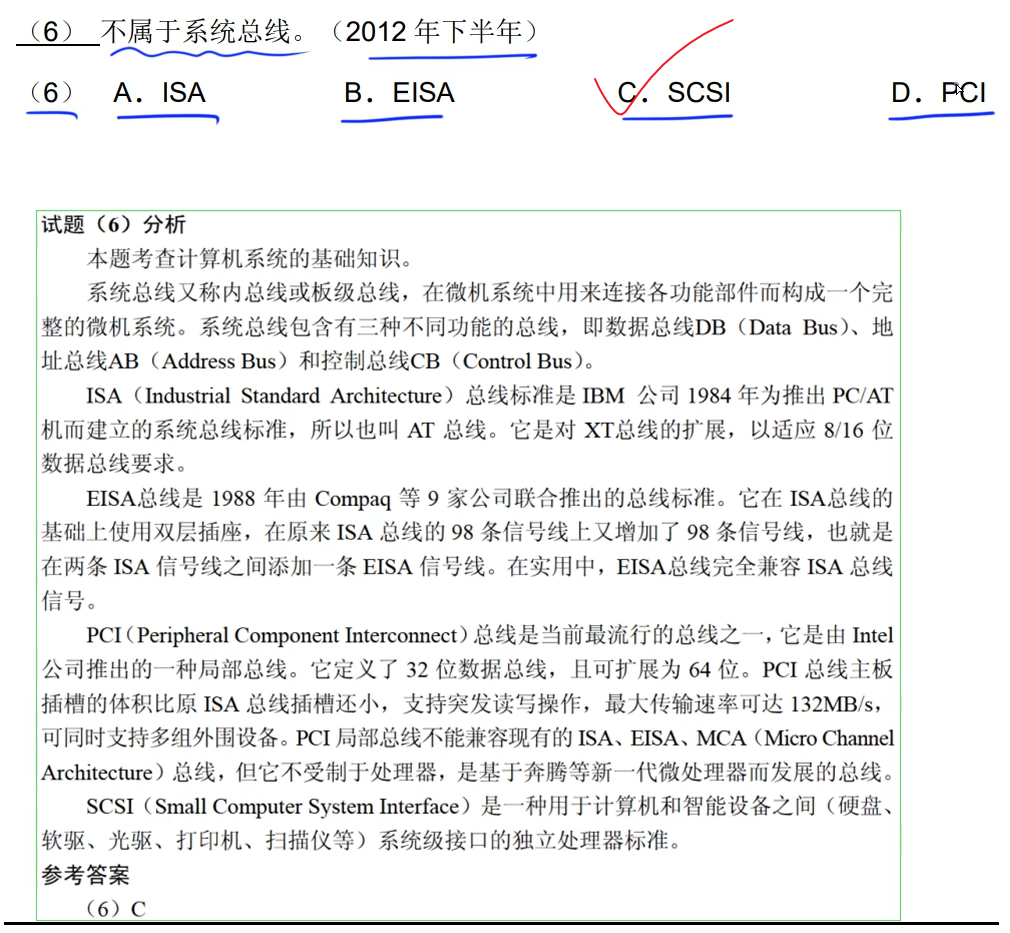 （6） 不属于系统总线。（2012 年下半年）
（6） A．ISA B．EISA C．SCSI D．PCI
试题（6）分析
本题考查计算机系统的基础知识。
系统总线又称内总线或板级总线，在微机系统中用来连接各功能部件而构成一个完
整的微机系统。系统总线包含有三种不同功能的总线，即数据总线DB（Data Bus）、地
址总线AB（Address Bus）和控制总线CB（Control Bus）。
ISA（Industrial Standard Architecture）总线标准是 IBM 公司 1984 年为推出 PC/AT
机而建立的系统总线标准，所以也叫 AT 总线。它是对 XT总线的扩展，以适应 8/16 位
数据总线要求。
EISA总线是 1988 年由 Compaq 等 9 家公司联合推出的总线标准。它在 ISA总线的
基础上使用双层插座，在原来 ISA 总线的 98 条信号线上又增加了 98 条信号线，也就是
在两条 ISA 信号线之间添加一条 EISA 信号线。在实用中，EISA总线完全兼容 ISA 总线
信号。
PCI（Peripheral Component Interconnect）总线是当前最流行的总线之一，它是由 Intel
公司推出的一种局部总线。它定义了 32 位数据总线，且可扩展为 64 位。PCI 总线主板
插槽的体积比原 ISA 总线插槽还小，支持突发读写操作，最大传输速率可达 132MB/s，
可同时支持多组外围设备。PCI 局部总线不能兼容现有的 ISA、EISA、MCA（Micro Channel
Architecture）总线，但它不受制于处理器，是基于奔腾等新一代微处理器而发展的总线。
SCSI（Small Computer System Interface）是一种用于计算机和智能设备之间（硬盘、
软驱、光驱、打印机、扫描仪等）系统级接口的独立处理器标准。
参考答案
（6）C